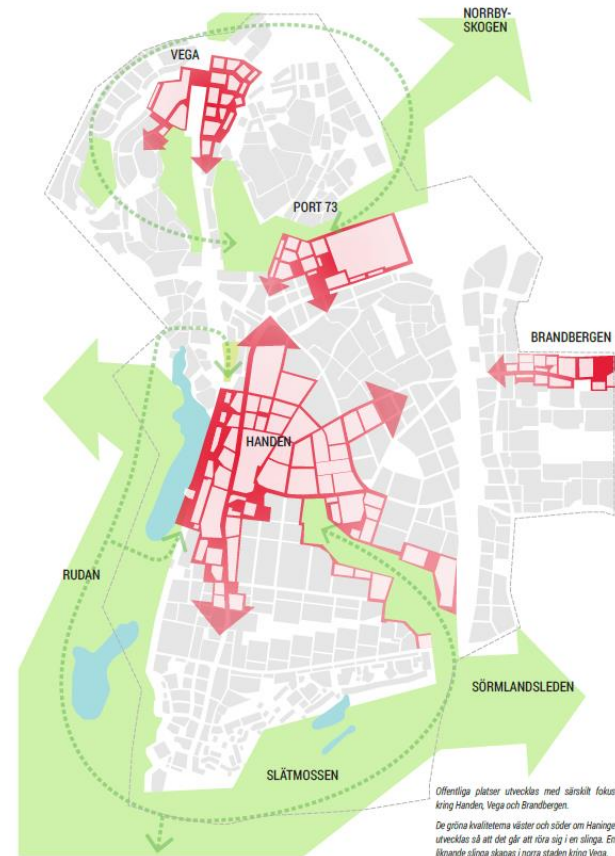 NORRBY-
SKOGEN
VEGA
PORT 73
BRANDBERGEN
HANDEN
RUDAN
SÖRMLANDSLEDEN
SLÄTMOSSEN
Offentliga platser utvecklas med särskilt fokus
kring Handen, Vega och Brandbergen.
De gröna kvaliteterna väster och söder om Haninge
utvecklas så att det går att röra sig i en slinga. En
liknande slinga skapas i norra staden kring Vega.